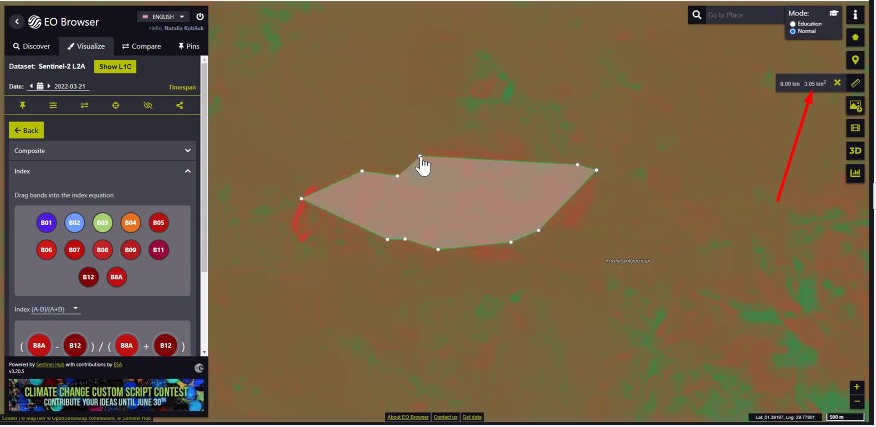 EO Browser
ENGLISH
Hello, Natalia Kobliuk
Discover
Visualize
Compare
Pins
Dataset: Sentinel-2 L2A
Show L1C
Date:
2022-03-21
Timespan
Back
Composite
Index
Drag bands into the index equation
B01 B02 B03 B04 B05
B06 B07 B08 B09 B11
B12 B8A
Index (A-B)/(A+B)
( B8A - B12 ) / ( B8A + B12 )
Powered by Sentinel Hub with contributions by ESA
v3.20.5
CLIMATE CHANGE CUSTOM SCRIPT CONTEST
CONTRIBUTE YOUR IDEAS UNTIL JUNE 30TH
Go to Place
Mode:
Education
Normal
8.09 km 3.05 km²
3D
About EO Browser Contact us Get data
Lat: 51.39187, Lng: 29.77801
500 m